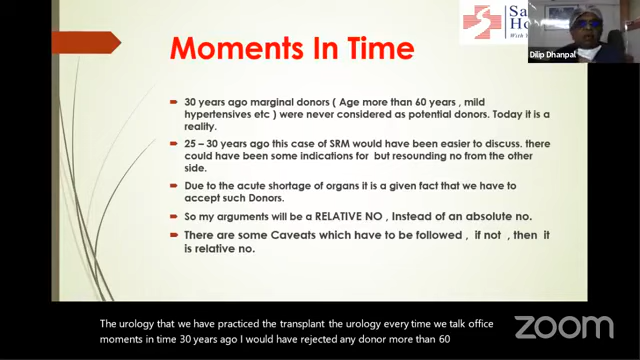 Sa
Ho
With
Dilip Dhanpal
Moments In Time
30 years ago marginal donors ( Age more than 60 years , mild
hypertensives etc ) were never considered as potential donors. Today it is a
reality.
25 – 30 years ago this case of SRM would have been easier to discuss. there
could have been some indications for but resounding no from the other
side.
Due to the acute shortage of organs it is a given fact that we have to
accept such Donors.
So my arguments will be a RELATIVE NO , Instead of an absolute no.
There are some Caveats which have to be followed , if not , then it
is relative no.
The urology that we have practiced the transplant the urology every time we talk office
moments in time 30 years ago I would have rejected any donor more than 60
zoom